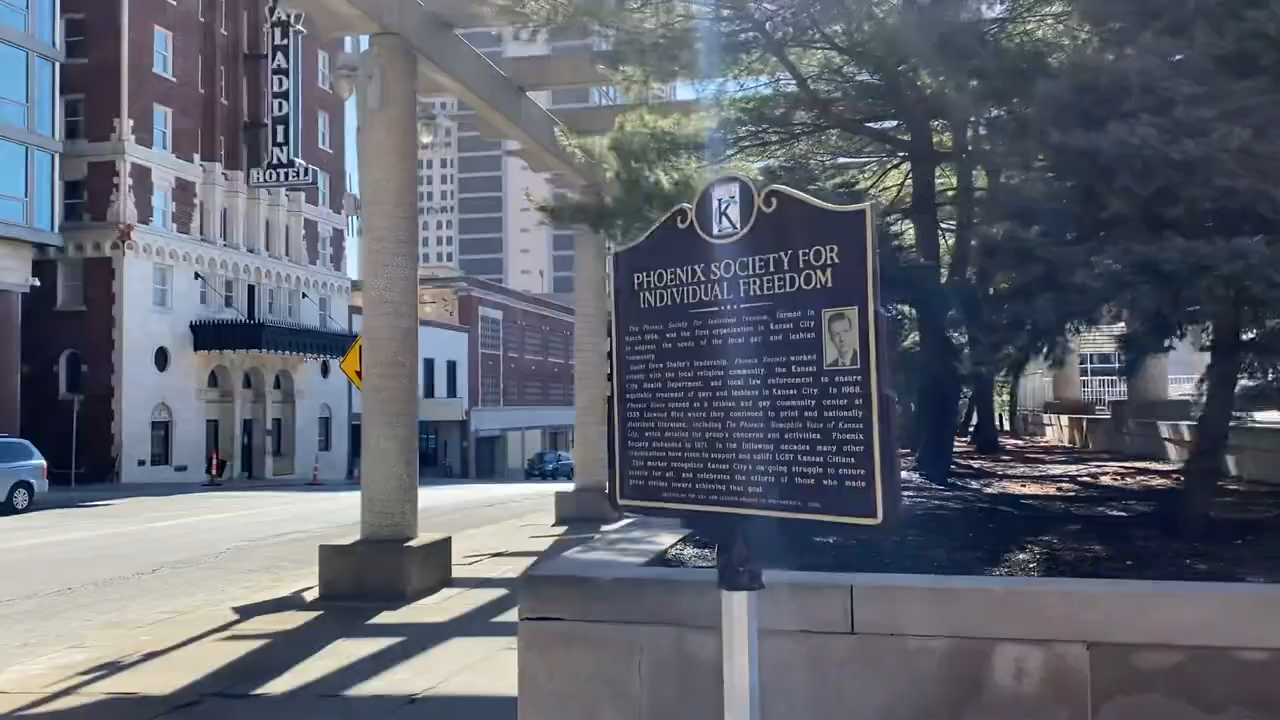 ALADDIN
HOTEL
K
PHOENIX SOCIETY FOR
INDIVIDUAL FREEDOM
The Phoenix Society for Individual Freedom, formed in
March 1966, was the first organization in Kansas City
to address the needs of the local gay and lesbian
community.
Under Drew Shafer's leadership, Phoenix Society worked
with the local religious community, the Kansas
City Health Department, and local law enforcement to ensure
equitable treatment of gays and lesbians in Kansas City. In 1968,
Phoenix House opened as a lesbian and gay community center at
1333 Linwood Blvd where they continued to print and nationally
distribute literature, including The Phoenix: Homophile Voice of Kansas
City, which detailed the group's concerns and activities. Phoenix
Society disbanded in 1971. In the following decades many other
organizations have risen to support and uplift LGBT Kansas Citians.
This marker recognizes Kansas City's on-going struggle to ensure
justice for all, and celebrates the efforts of those who made
great strides toward achieving that goal.